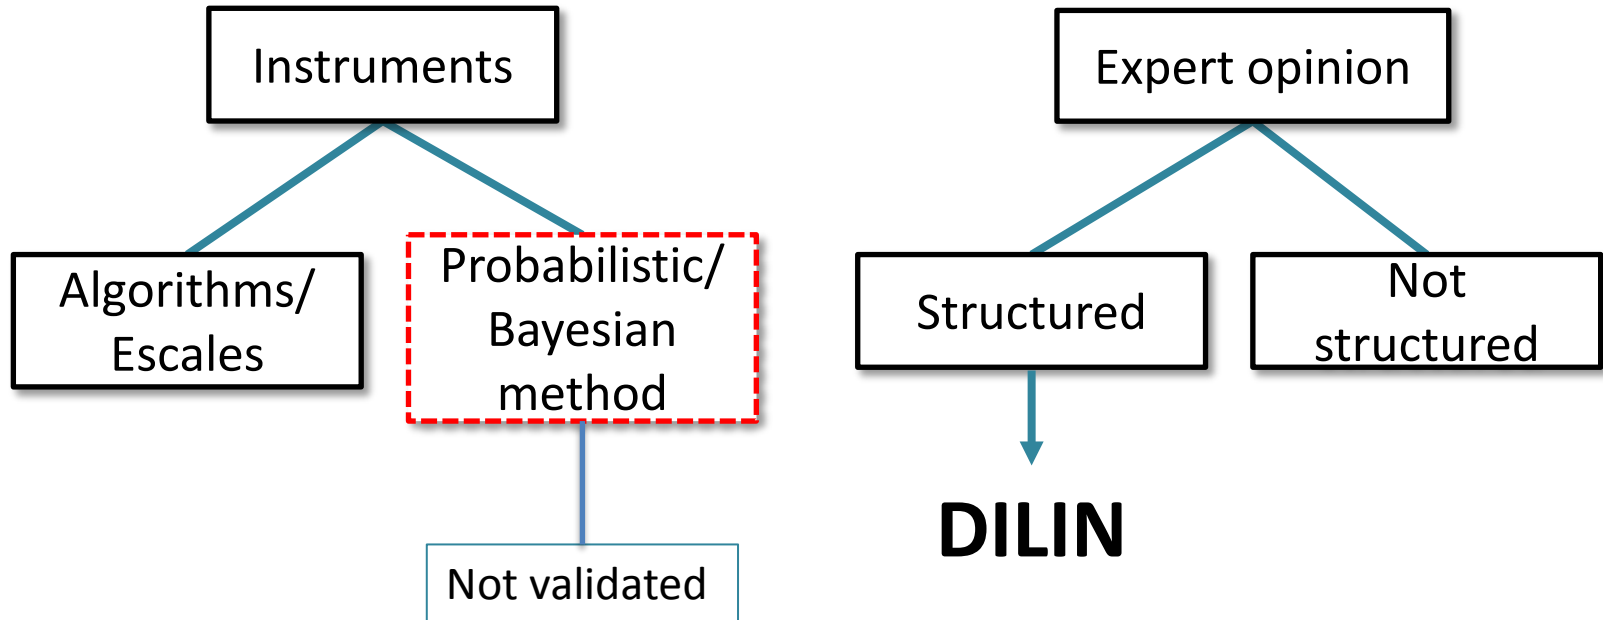 Instruments
Expert opinion
Algorithms/
Escales
Probabilistic/
Bayesian
method
Structured
Not
structured
DILIN
Not validated